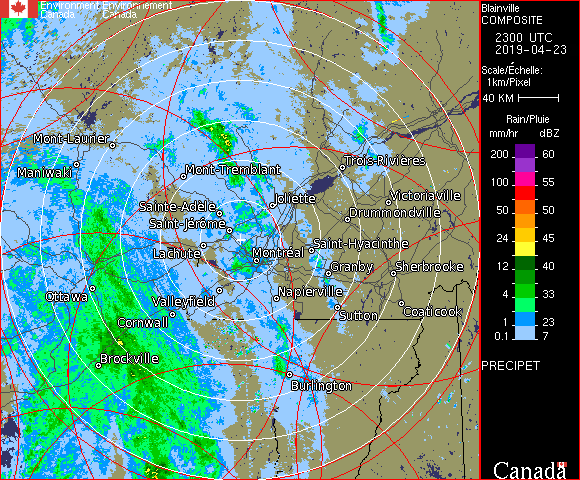 Environment Environnement
Canada Canada
Blainville
COMPOSITE
2300 UTC
2019-04-23
Scale/Échelle:
1km/Pixel
40 KM
Rain/Pluie
mm/hr dBZ
200 60
100 55
50 50
24 45
12 40
4 33
1 23
0.1 7
PRECIPET
Canada
Mont-Laurier
Maniwaki
Mont-Tremblant
Trois-Rivières
Joliette
Victoriaville
Sainte-Adèle
Drummondville
Saint-Jérôme
Saint-Hyacinthe
Lachute
Montréal
Granby
Sherbrooke
Ottawa
Valleyfield
Napierville
Coaticook
Cornwall
Sutton
Brockville
Burlington